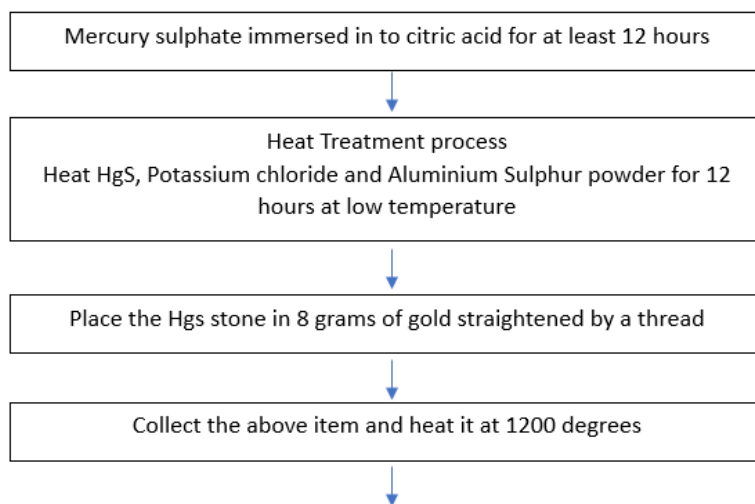 Mercury sulphate immersed in to citric acid for at least 12 hours
Heat Treatment process
Heat HgS, Potassium chloride and Aluminium Sulphur powder for 12
hours at low temperature
Place the Hgs stone in 8 grams of gold straightened by a thread
Collect the above item and heat it at 1200 degrees